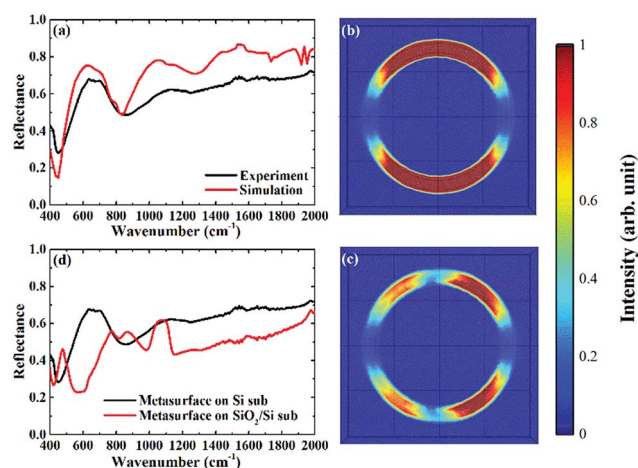 (a)
Reflectance
1.0
0.8
0.6
0.4
0.2
0.0
Experiment
Simulation
400 600 800 1000 1200 1400 1600 1800 2000
Wavenumber (cm⁻¹)
(b)
(d)
Reflectance
1.0
0.8
0.6
0.4
0.2
0.0
Metasurface on Si sub
Metasurface on SiO₂/Si sub
400 600 800 1000 1200 1400 1600 1800 2000
Wavenumber (cm⁻¹)
(c)
1
0.8
0.6
0.4
0.2
0
Intensity (arb. unit)